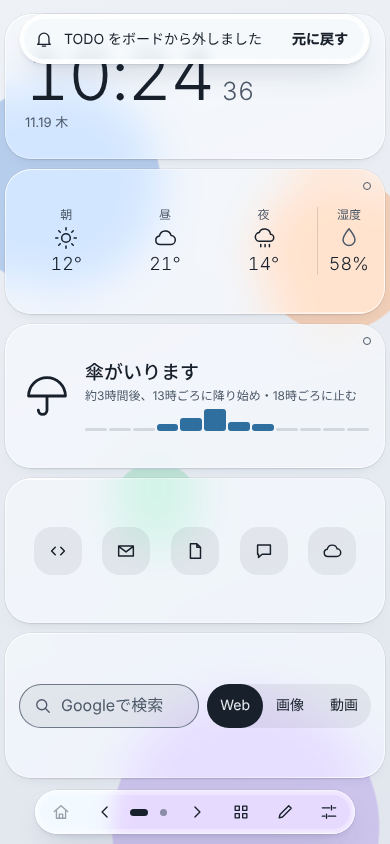 TODO をボードから外しました 元に戻す
10:24 36
11.19 木
朝 昼 夜 湿度
12° 21° 14° 58%
傘がいります
約3時間後、13時ごろに降り始め・18時ごろに止む
Googleで検索 Web 画像 動画